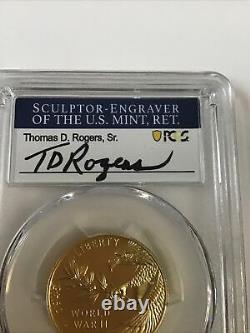 SCULPTOR-ENGRAVER
OF THE U.S. MINT, RET.
Thomas D. Rogers, Sr.
PCGS
TDRogers
LIBERTY
WORLD
WAR II